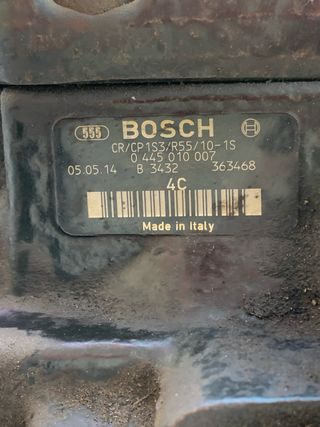 555 BOSCH
CR/CP1S3/R55/10-1S
0 445 010 007
05.05.14 B 3432 363468
4C
Made in Italy